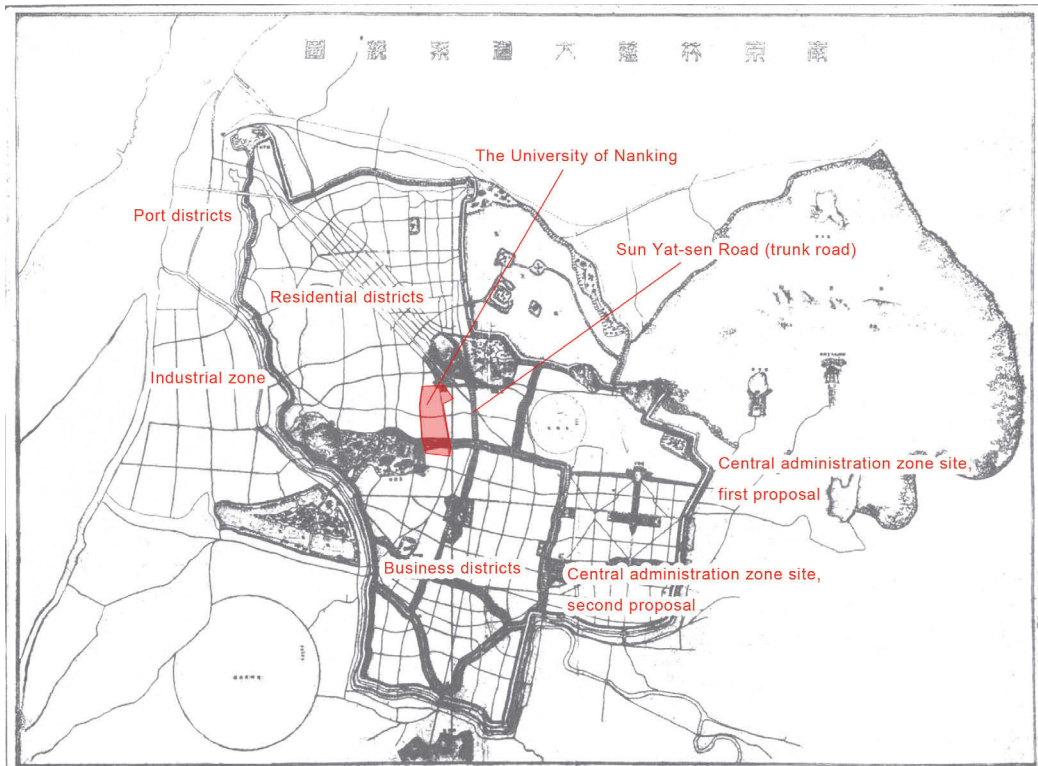 南京林蔭大道系統圖
The University of Nanking
Port districts
Sun Yat-sen Road (trunk road)
Residential districts
Industrial zone
Central administration zone site,
first proposal
Business districts
Central administration zone site,
second proposal